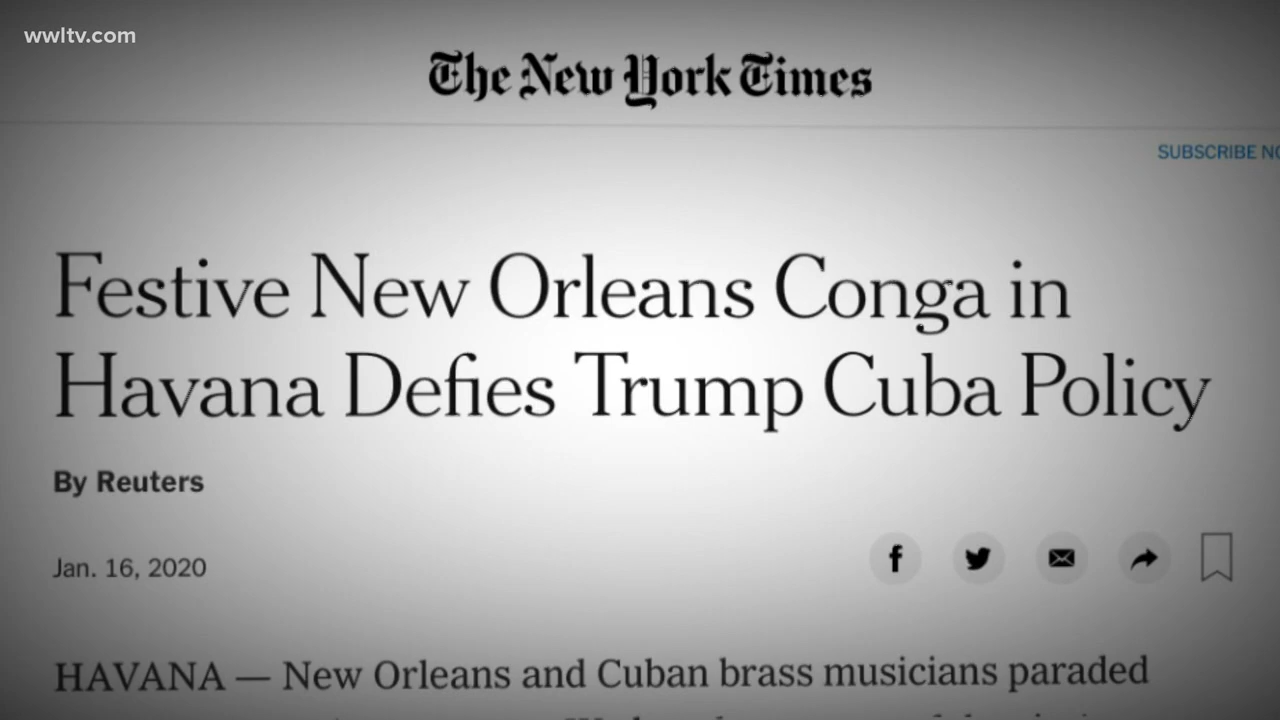 wwltv.com
The New York Times
SUBSCRIBE
Festive New Orleans Conga in
Havana Defies Trump Cuba Policy
By Reuters
Jan. 16, 2020
HAVANA — New Orleans and Cuban brass musicians paraded